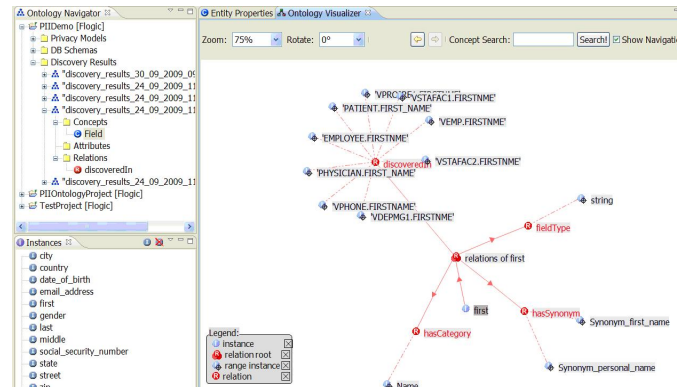 Ontology Navigator
PIIDemo [Flogic]
Privacy Models
DB Schemas
Discovery Results
"discovery_results_30_09_2009_09
"discovery_results_24_09_2009_11
"discovery_results_24_09_2009_11
"discovery_results_24_09_2009_11
Concepts
Field
Attributes
Relations
discoveredIn
"discovery_results_24_09_2009_11
PIIOntologyProject [Flogic]
TestProject [Flogic]
Instances
city
country
date_of_birth
email_address
first
gender
last
middle
social_security_number
state
street
zip
Entity Properties
Ontology Visualizer
Zoom: 75%
Rotate: 0°
Concept Search:
Search!
Show Navigati
'VSTAFAC1.FIRSTNME'
'PATIENT.FIRST_NAME'
'VEMP.FIRSTNME'
'EMPLOYEE.FIRSTNME'
discoveredIn
'VSTAFAC2.FIRSTNME'
'PHYSICIAN.FIRST_NAME'
'VPHONE.FIRSTNAME'
'VDEPMG1.FIRSTNME'
string
fieldType
relations of first
first
hasSynonym
Synonym_first_name
hasCategory
Synonym_personal_name
Name
Legend:
instance
relation root
range instance
relation